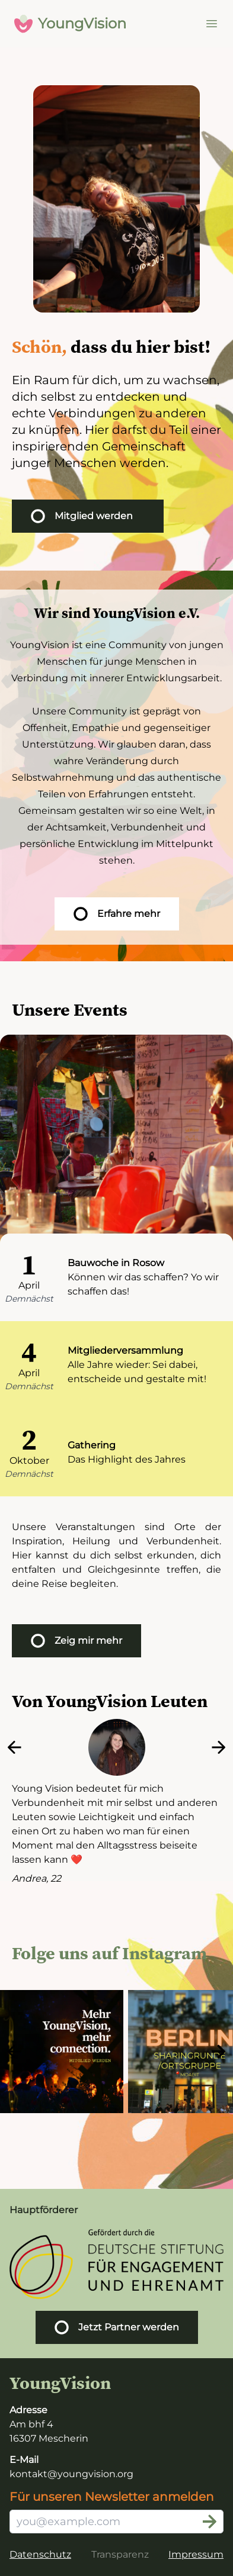 YoungVision
Schön, dass du hier bist!
Ein Raum für dich, um zu wachsen,
dich selbst zu entdecken und
echte Verbindungen zu anderen
zu knüpfen. Hier darfst du Teil einer
inspirierenden Gemeinschaft
junger Menschen werden.
Mitglied werden
Wir sind YoungVision e.V.
YoungVision ist eine Community von jungen
Menschen für junge Menschen in
Verbindung mit innerer Entwicklungsarbeit.
Unsere Community ist geprägt von
Offenheit, Empathie und gegenseitiger
Unterstützung. Wir glauben daran, dass
wahre Veränderung durch
Selbstwahrnehmung und das authentische
Teilen von Erfahrungen entsteht.
Gemeinsam gestalten wir so eine Welt, in
der Achtsamkeit, Verbundenheit und
persönliche Entwicklung im Mittelpunkt
stehen.
Erfahre mehr
Unsere Events
1
April
Demnächst
Bauwoche in Rosow
Können wir das schaffen? Yo wir
schaffen das!
4
April
Demnächst
Mitgliederversammlung
Alle Jahre wieder: Sei dabei,
entscheide und gestalte mit!
2
Oktober
Demnächst
Gathering
Das Highlight des Jahres
Unsere Veranstaltungen sind Orte der
Inspiration, Heilung und Verbundenheit.
Hier kannst du dich selbst erkunden, dich
entfalten und Gleichgesinnte treffen, die
deine Reise begleiten.
Zeig mir mehr
Von YoungVision Leuten
Young Vision bedeutet für mich
Verbundenheit mit mir selbst und anderen
Leuten sowie Leichtigkeit und einfach
einen Ort zu haben wo man für einen
Moment mal den Alltagsstress beiseite
lassen kann ❤️
Andrea, 22
Folge uns auf Instagram
Mehr
YoungVision,
mehr
connection.
MITGLIED WERDEN
BERLIN
SHARINGRUND
/ORTSGRUPPE
Hauptförderer
Gefördert durch die
DEUTSCHE STIFTUNG
FÜR ENGAGEMENT
UND EHRENAMT
Jetzt Partner werden
YoungVision
Adresse
Am bhf 4
16307 Mescherin
E-Mail
kontakt@youngvision.org
Für unseren Newsletter anmelden
you@example.com
Datenschutz Transparenz Impressum